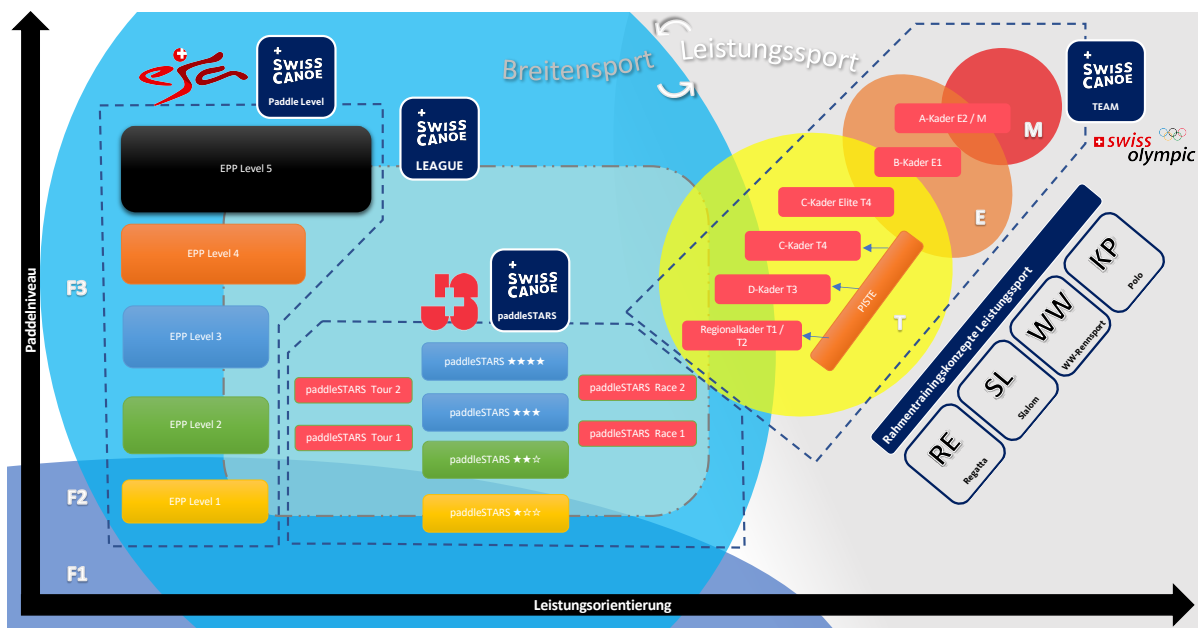 Breitensport
Leistungssport
+
SWISS
CANOE
Paddle Level
+
SWISS
CANOE
LEAGUE
+
SWISS
CANOE
TEAM
swiss
olympic
EPP Level 5
EPP Level 4
EPP Level 3
EPP Level 2
EPP Level 1
F3
F2
F1
Paddelniveau
Leistungsorientierung
+
SWISS
CANOE
paddleSTARS
paddleSTARS ★★★★
paddleSTARS Tour 2
paddleSTARS Race 2
paddleSTARS ★★★
paddleSTARS Tour 1
paddleSTARS Race 1
paddleSTARS ★★☆
paddleSTARS ★☆☆
A-Kader E2 / M
M
B-Kader E1
E
C-Kader Elite T4
C-Kader T4
D-Kader T3
Regionalkader T1 /
T2
PISTE
T
Rahmentrainingskonzepte Leistungssport
KP
Polo
WW
WW-Rennsport
SL
Slalom
RE
Regatta